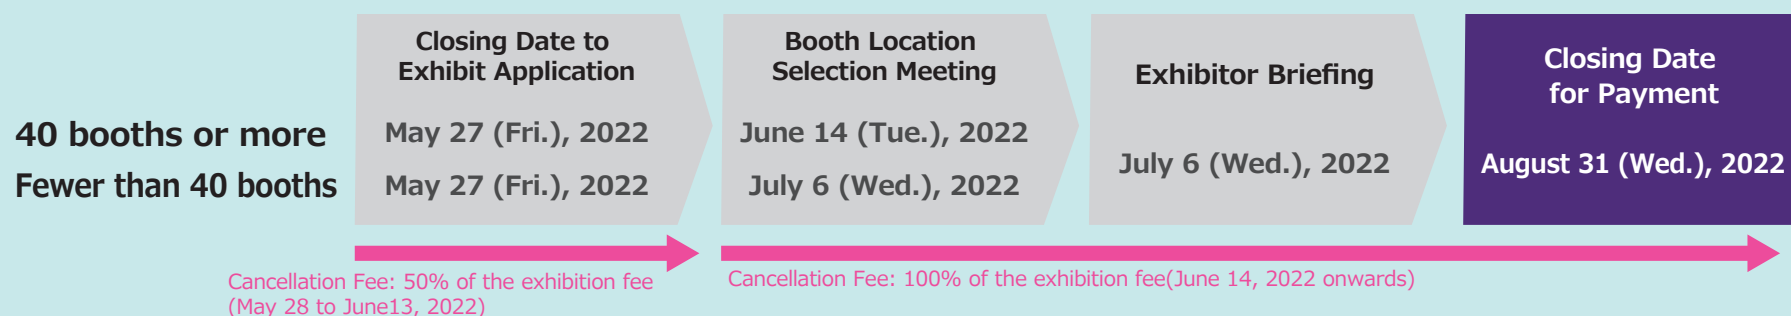 Closing Date to
Exhibit Application
Booth Location
Selection Meeting
Exhibitor Briefing
Closing Date
for Payment
40 booths or more
May 27 (Fri.), 2022
June 14 (Tue.), 2022
Fewer than 40 booths
May 27 (Fri.), 2022
July 6 (Wed.), 2022
July 6 (Wed.), 2022
August 31 (Wed.), 2022
Cancellation Fee: 50% of the exhibition fee
(May 28 to June13, 2022)
Cancellation Fee: 100% of the exhibition fee(June 14, 2022 onwards)